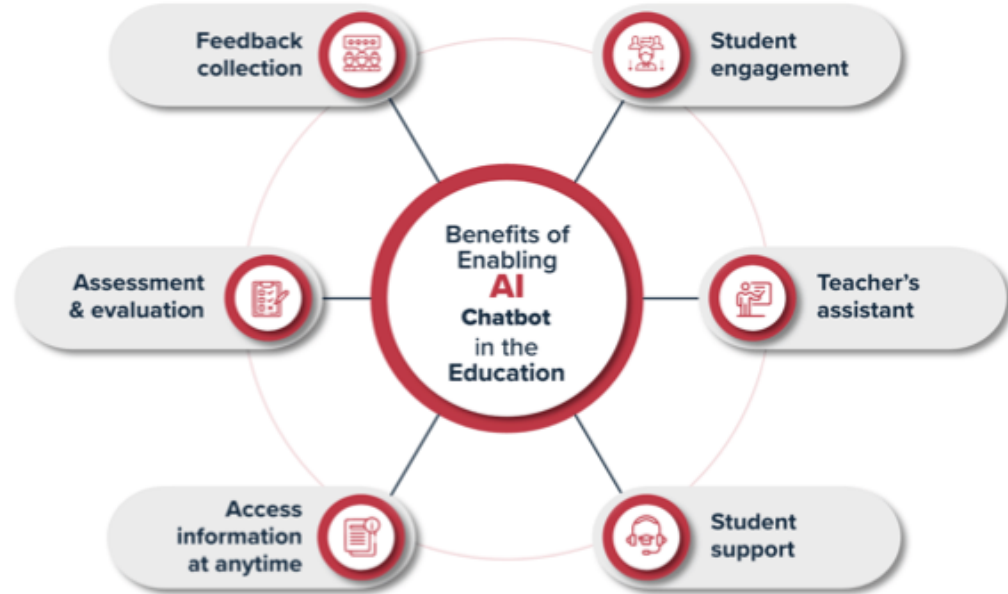 Feedback
collection
Student
engagement
Benefits of
Enabling
AI
Chatbot
in the
Education
Assessment
& evaluation
Teacher's
assistant
Access
information
at anytime
Student
support